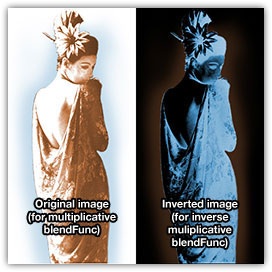 Original image
(for multiplicative
blendFunc)
Inverted image
(for inverse
muliplicative
blendFunc)